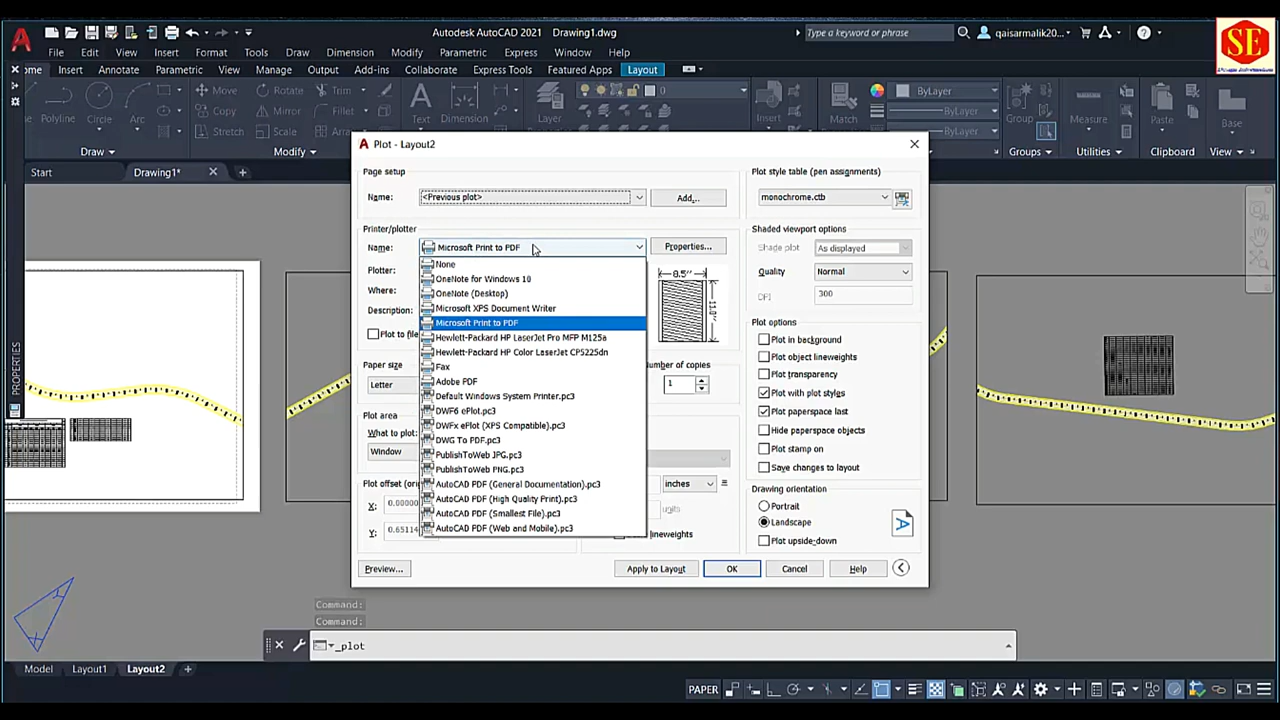 Autodesk AutoCAD 2021 Drawing1.dwg
Type a keyword or phrase
qaisarmalik20...
SE
File Edit View Insert Format Tools Draw Dimension Modify Parametric Express Window Help
ome Insert Annotate Parametric View Manage Output Add-ins Collaborate Express Tools Featured Apps Layout
Polyline Circle Arc
Move Rotate Trim
Copy Mirror Fillet
Stretch Scale Array
Text Dimension
Layer
0
Insert
Match
ByLayer
ByLayer
ByLayer
Group
Measure
Paste
Base
Draw Modify Groups Utilities Clipboard View
Start Drawing1*
PROPERTIES
Plot - Layout2
Page setup
Name: <Previous plot> Add...
Printer/plotter
Name: Microsoft Print to PDF Properties...
None
OneNote for Windows 10
OneNote (Desktop)
Microsoft XPS Document Writer
Microsoft Print to PDF
Hewlett-Packard HP LaserJet Pro MFP M125a
Hewlett-Packard HP Color LaserJet CP5225dn
Fax
Adobe PDF
Default Windows System Printer.pc3
DWF6 ePlot.pc3
DWFx ePlot (XPS Compatible).pc3
DWG To PDF.pc3
PublishToWeb JPG.pc3
PublishToWeb PNG.pc3
AutoCAD PDF (General Documentation).pc3
AutoCAD PDF (High Quality Print).pc3
AutoCAD PDF (Smallest File).pc3
AutoCAD PDF (Web and Mobile).pc3
Plotter:
Where:
Description:
Plot to file
8.5"
11.0"
Paper size
Letter
Number of copies
1
Plot area
What to plot:
Window
Plot offset (origin
X: 0.00000
Y: 0.65114
inches
units
lineweights
Plot style table (pen assignments)
monochrome.ctb
Shaded viewport options
Shade plot As displayed
Quality Normal
DPI 300
Plot options
Plot in background
Plot object lineweights
Plot transparency
Plot with plot styles
Plot paperspace last
Hide paperspace objects
Plot stamp on
Save changes to layout
Drawing orientation
Portrait
Landscape
Plot upside-down
A
Preview... Apply to Layout OK Cancel Help
Command:
Command:
_plot
Model Layout1 Layout2
PAPER